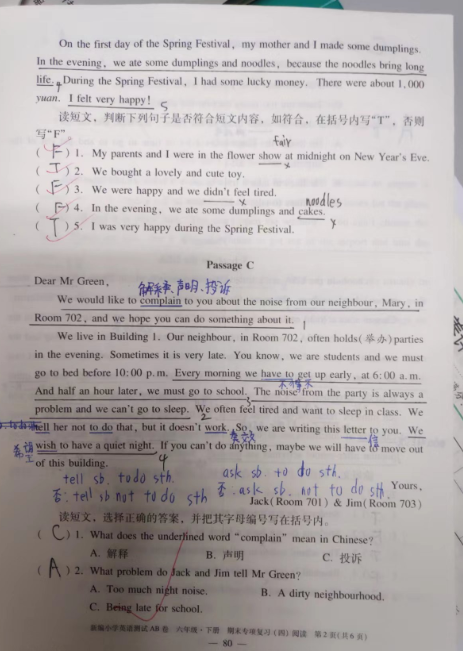 On the first day of the Spring Festival, my mother and I made some dumplings.
In the evening, we ate some dumplings and noodles, because the noodles bring long
life. During the Spring Festival, I had some lucky money. There were about 1,000
yuan. I felt very happy! 5
读短文，判断下列句子是否符合短文内容，如符合，在括号内写“T”，否则
写“F”。
fair
( F ) 1. My parents and I were in the flower show at midnight on New Year's Eve.
( T ) 2. We bought a lovely and cute toy.
( F ) 3. We were happy and we didn't feel tired.
noodles
( F ) 4. In the evening, we ate some dumplings and cakes.
( T ) 5. I was very happy during the Spring Festival.
Passage C
Dear Mr Green,
声明、投诉
We would like to complain to you about the noise from our neighbour, Mary, in
Room 702, and we hope you can do something about it. 1
We live in Building 1. Our neighbour, in Room 702, often holds(举办)parties
in the evening. Sometimes it is very late. You know, we are students and we must
go to bed before 10:00 p.m. Every morning we have to get up early, at 6:00 a.m.
And half an hour later, we must go to school. The noise from the party is always a
problem and we can't go to sleep. We often feel tired and want to sleep in class. We
2
tell her not to do that, but it doesn't work. So we are writing this letter to you. We
希望 信
wish to have a quiet night. If you can't do anything, maybe we will have to move out
of this building. 4
tell sb. to do sth. ask sb. to do sth.
否: tell sb not to do sth 否. ask sb. not to do sth.
Yours,
Jack(Room 701) & Jim(Room 703)
读短文，选择正确的答案，并把其字母编号写在括号内。
( C ) 1. What does the underlined word “complain” mean in Chinese?
A. 解释 B. 声明 C. 投诉
( A ) 2. What problem do Jack and Jim tell Mr Green?
A. Too much night noise. B. A dirty neighbourhood.
C. Being late for school.
新编小学英语测试AB卷 六年级·下册 期末专项复习(四)阅读 第2页(共6页)
— 80 —